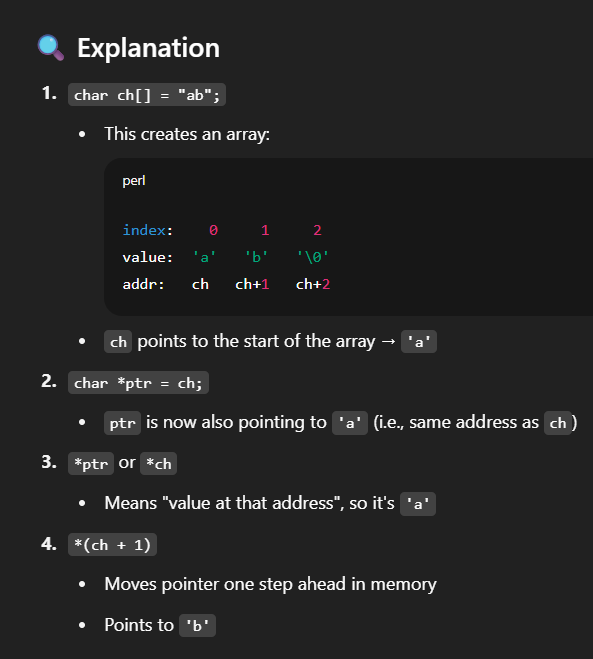 🔍 Explanation
1. char ch[] = "ab";
• This creates an array:
perl
index:    0     1     2
value:  'a'   'b'   '\0'
addr:   ch   ch+1   ch+2
• ch points to the start of the array → 'a'
2. char *ptr = ch;
• ptr is now also pointing to 'a' (i.e., same address as ch)
3. *ptr or *ch
• Means "value at that address", so it's 'a'
4. *(ch + 1)
• Moves pointer one step ahead in memory
• Points to 'b'